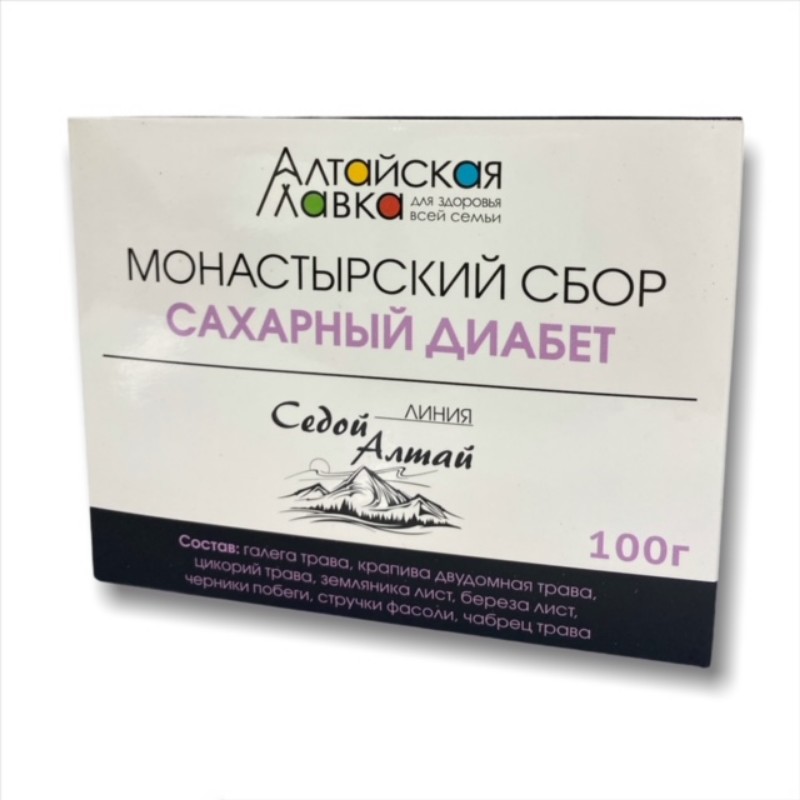 Алтайская
Лавка для здоровья
всей семьи
МОНАСТЫРСКИЙ СБОР
САХАРНЫЙ ДИАБЕТ
ЛИНИЯ
Седой
Алтай
100г
Состав: галега трава, крапива двудомная трава,
цикорий трава, земляника лист, береза лист,
черники побеги, стручки фасоли, чабрец трава